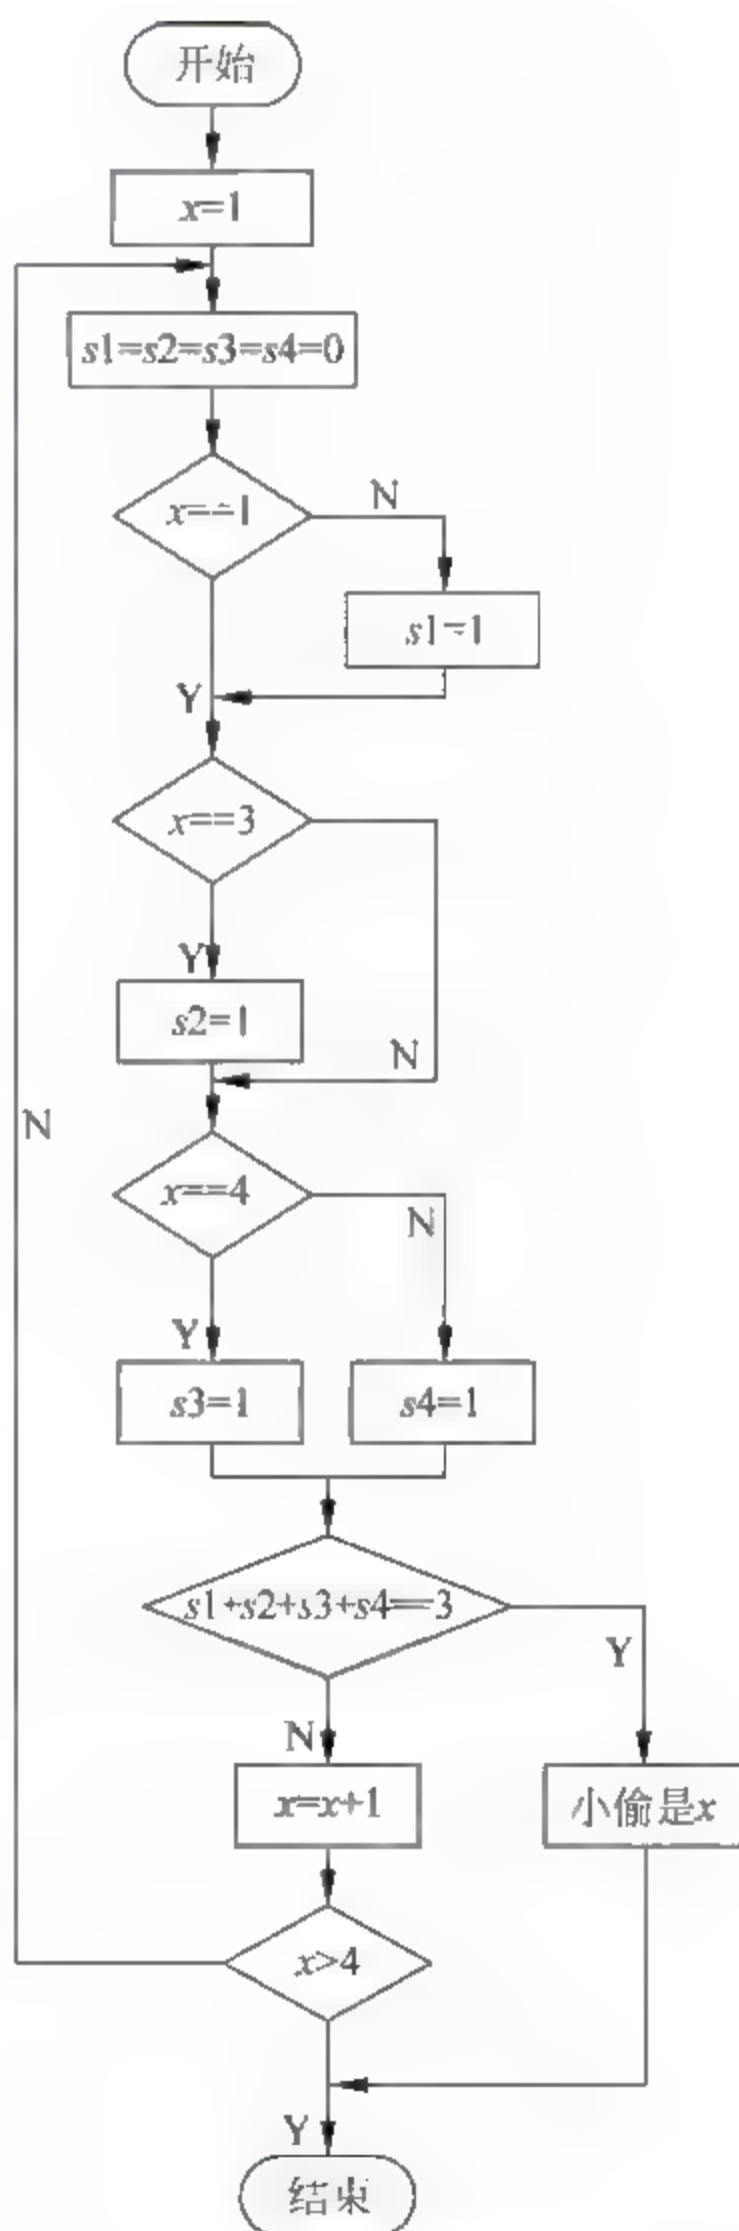 开始
x=1
s1=s2=s3=s4=0
x==1
N
s1=1
Y
x==3
Y
s2=1
N
N
x==4
N
Y
s3=1
s4=1
s1+s2+s3+s4==3
Y
N
x=x+1
小偷是x
x>4
Y
结束